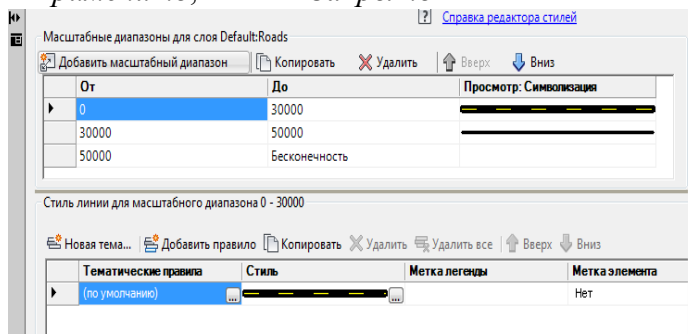 Справка редактора стилей
Масштабные диапазоны для слоя Default:Roads
Добавить масштабный диапазон Копировать Удалить Вверх Вниз
От До Просмотр: Символизация
0 30000
30000 50000
50000 Бесконечность
Стиль линии для масштабного диапазона 0 - 30000
Новая тема... Добавить правило Копировать Удалить Удалить все Вверх Вниз
Тематические правила Стиль Метка легенды Метка элемента
(по умолчанию) ... ... Нет